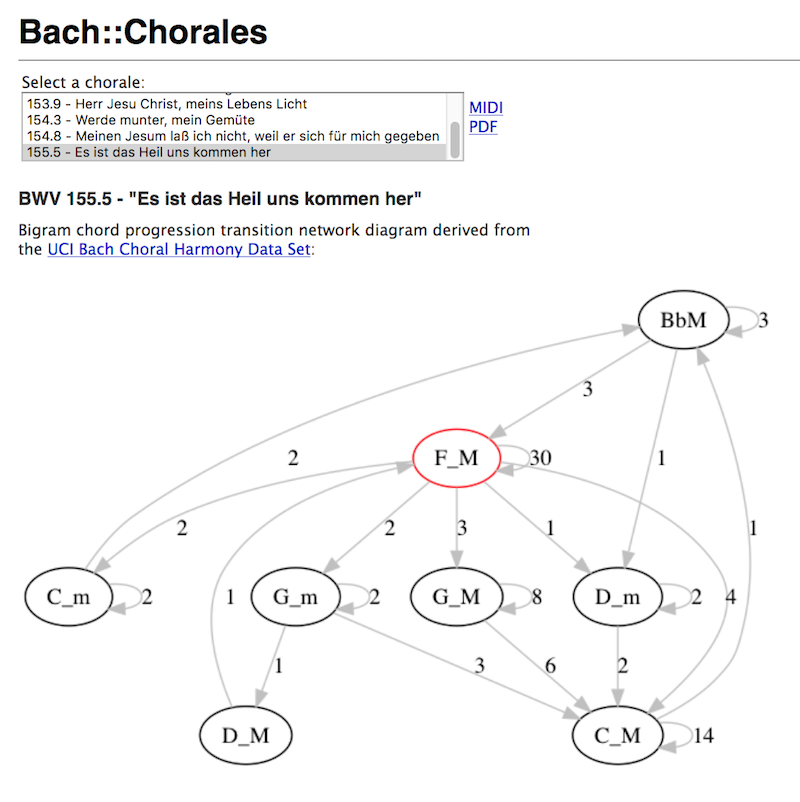 Bach::Chorales
Select a chorale:
153.9 - Herr Jesu Christ, meins Lebens Licht
154.3 - Werde munter, mein Gemüte
154.8 - Meinen Jesum laß ich nicht, weil er sich für mich gegeben
155.5 - Es ist das Heil uns kommen her
MIDI
PDF
BWV 155.5 - "Es ist das Heil uns kommen her"
Bigram chord progression transition network diagram derived from
the UCI Bach Choral Harmony Data Set:
BbM
3
3
F_M
30
2
1
2
2
3
1
1
C_m
2
1
G_m
2
G_M
8
D_m
2
4
1
3
6
2
D_M
C_M
14